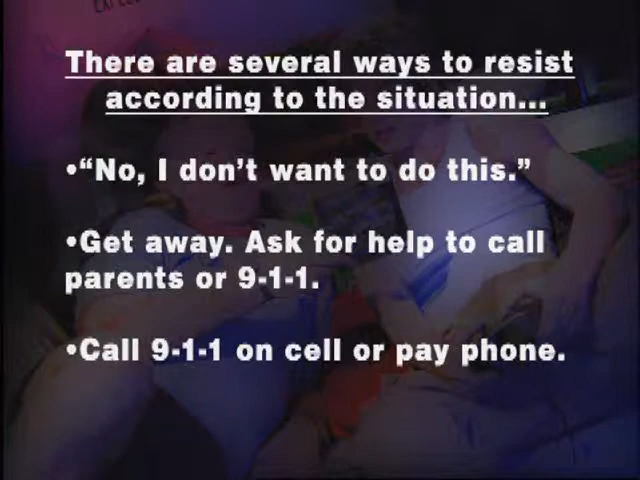 There are several ways to resist
according to the situation...
•“No, I don’t want to do this.”
•Get away. Ask for help to call
parents or 9-1-1.
•Call 9-1-1 on cell or pay phone.